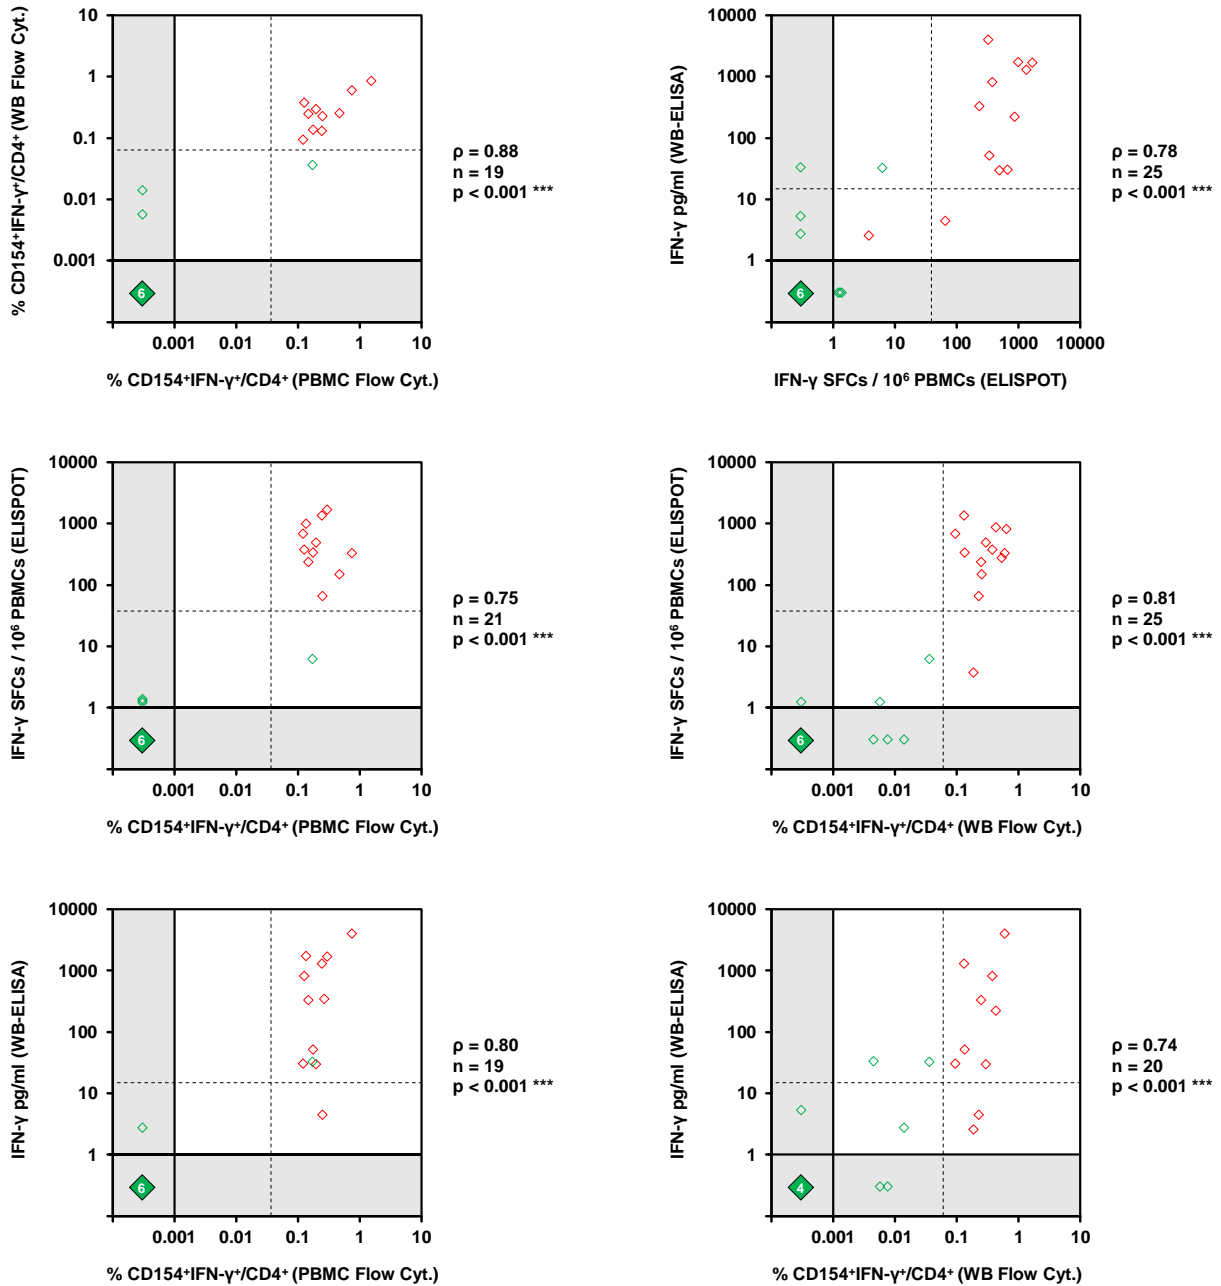 % CD154⁺IFN-γ⁺/CD4⁺ (WB Flow Cyt.)
10
1
0.1
0.01
0.001
6
0.001 0.01 0.1 1 10
% CD154⁺IFN-γ⁺/CD4⁺ (PBMC Flow Cyt.)
ρ = 0.88
n = 19
p < 0.001 ***
IFN-γ pg/ml (WB-ELISA)
10000
1000
100
10
1
6
1 10 100 1000 10000
IFN-γ SFCs / 10⁶ PBMCs (ELISPOT)
ρ = 0.78
n = 25
p < 0.001 ***
IFN-γ SFCs / 10⁶ PBMCs (ELISPOT)
10000
1000
100
10
1
6
0.001 0.01 0.1 1 10
% CD154⁺IFN-γ⁺/CD4⁺ (PBMC Flow Cyt.)
ρ = 0.75
n = 21
p < 0.001 ***
IFN-γ SFCs / 10⁶ PBMCs (ELISPOT)
10000
1000
100
10
1
6
0.001 0.01 0.1 1 10
% CD154⁺IFN-γ⁺/CD4⁺ (WB Flow Cyt.)
ρ = 0.81
n = 25
p < 0.001 ***
IFN-γ pg/ml (WB-ELISA)
10000
1000
100
10
1
6
0.001 0.01 0.1 1 10
% CD154⁺IFN-γ⁺/CD4⁺ (PBMC Flow Cyt.)
ρ = 0.80
n = 19
p < 0.001 ***
IFN-γ pg/ml (WB-ELISA)
10000
1000
100
10
1
4
0.001 0.01 0.1 1 10
% CD154⁺IFN-γ⁺/CD4⁺ (WB Flow Cyt.)
ρ = 0.74
n = 20
p < 0.001 ***